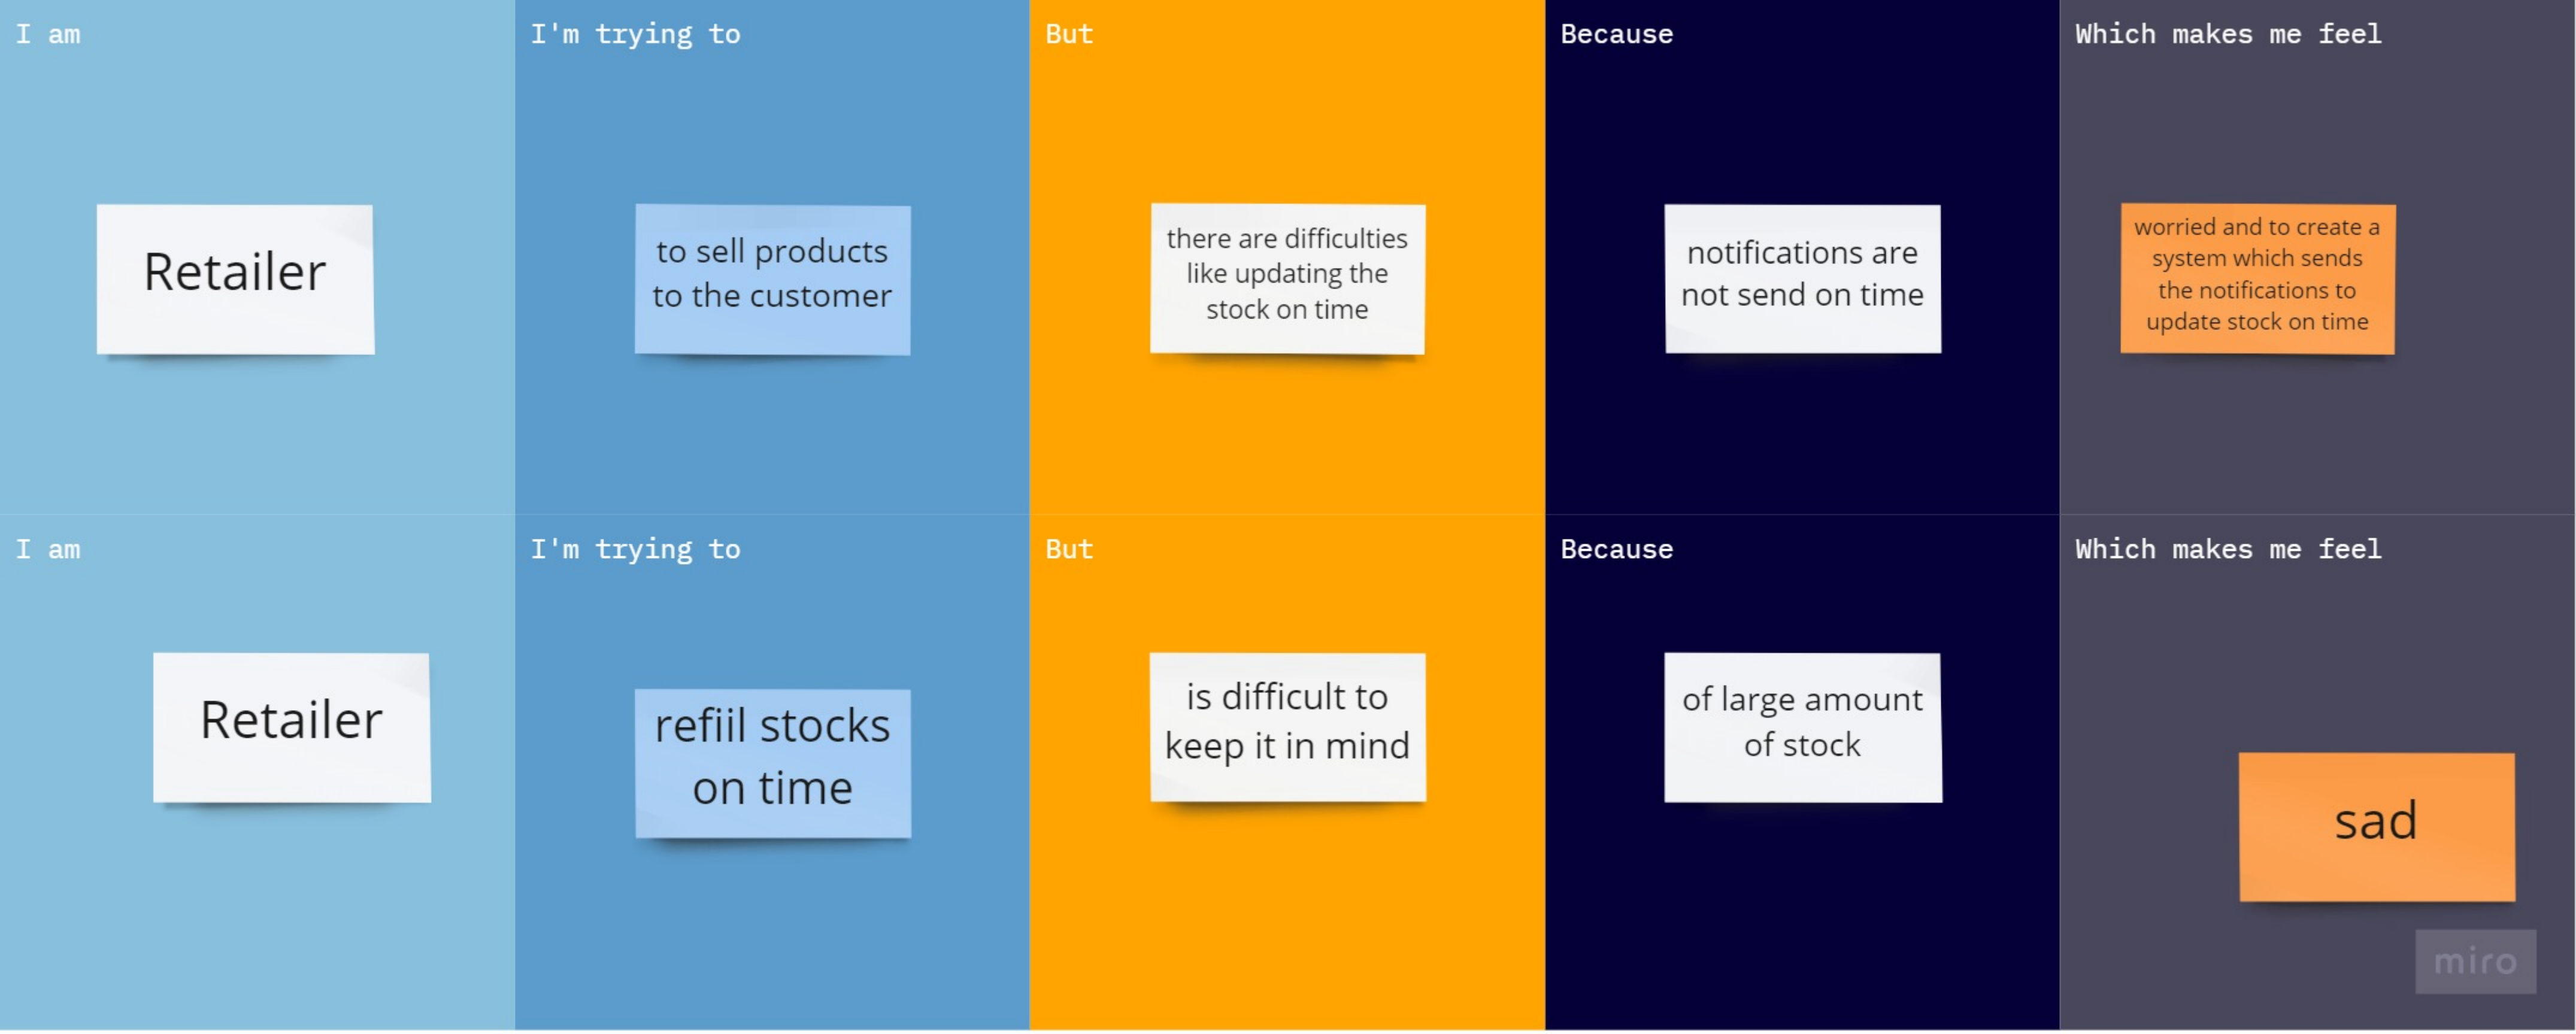 I am
I'm trying to
But
Because
Which makes me feel
Retailer
to sell products
to the customer
there are difficulties
like updating the
stock on time
notifications are
not send on time
worried and to create a
system which sends
the notifications to
update stock on time
I am
I'm trying to
But
Because
Which makes me feel
Retailer
refiil stocks
on time
is difficult to
keep it in mind
of large amount
of stock
sad
miro